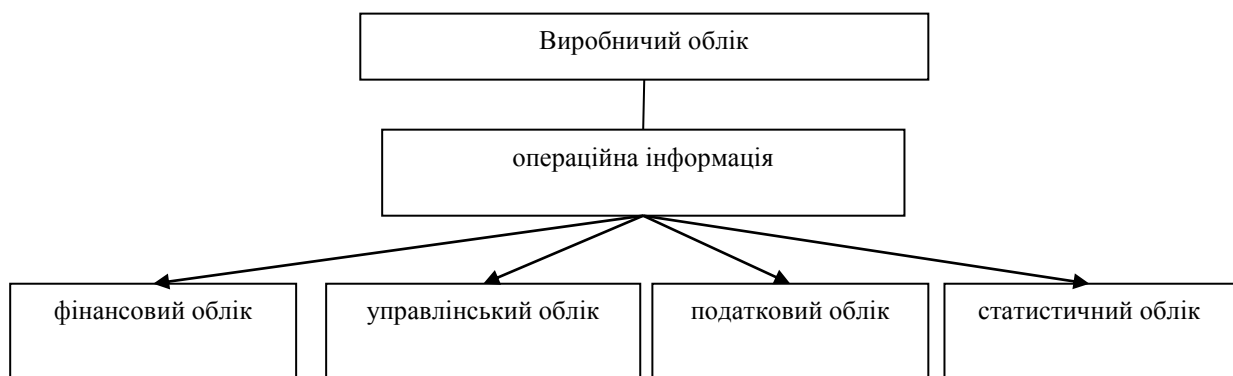 Виробничий облік
операційна інформація
фінансовий облік
управлінський облік
податковий облік
статистичний облік